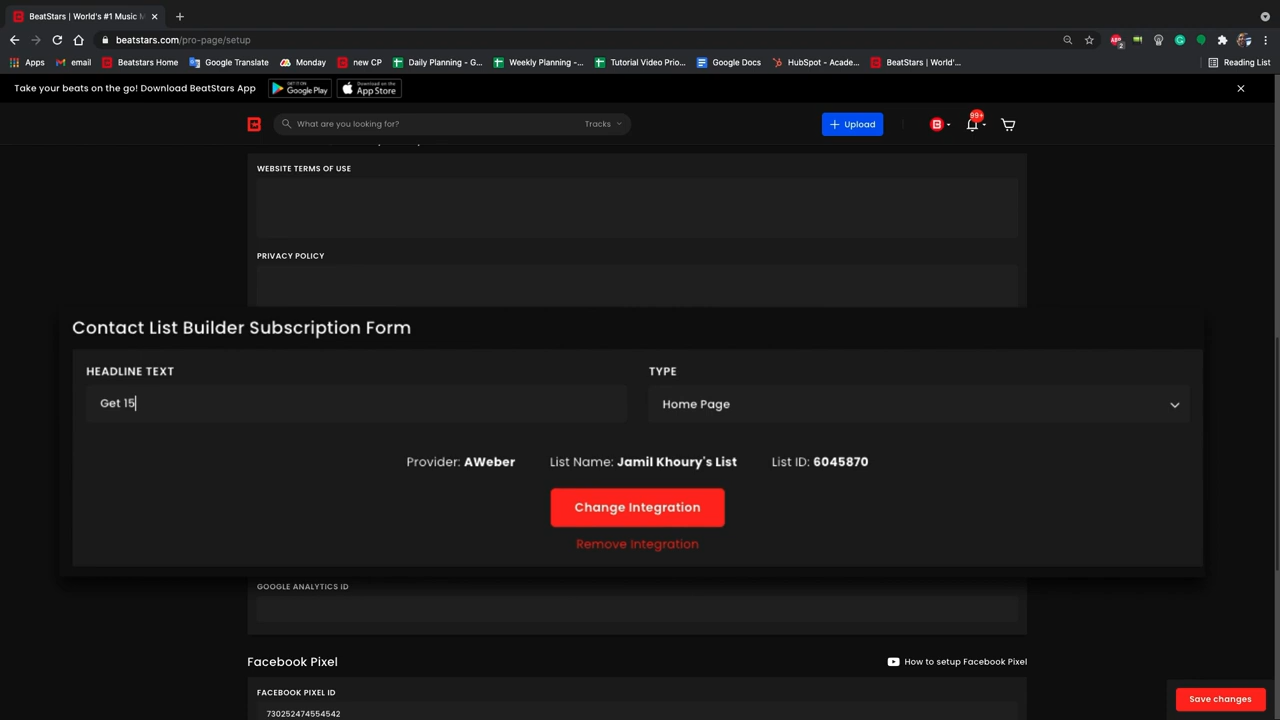 BeatStars | World's #1 Music M
beatstars.com/pro-page/setup
Apps email Beatstars Home Google Translate Monday new CP Daily Planning - G... Weekly Planning -... Tutorial Video Prio... Google Docs HubSpot - Acade... BeatStars | World'... Reading List
Take your beats on the go! Download BeatStars App
GET IT ON
Google Play
Download on the
App Store
What are you looking for? Tracks
Upload
99+
WEBSITE TERMS OF USE
PRIVACY POLICY
Contact List Builder Subscription Form
HEADLINE TEXT TYPE
Get 15 Home Page
Provider: AWeber List Name: Jamil Khoury's List List ID: 6045870
Change Integration
Remove Integration
GOOGLE ANALYTICS ID
Facebook Pixel How to setup Facebook Pixel
FACEBOOK PIXEL ID
730252474554542
Save changes